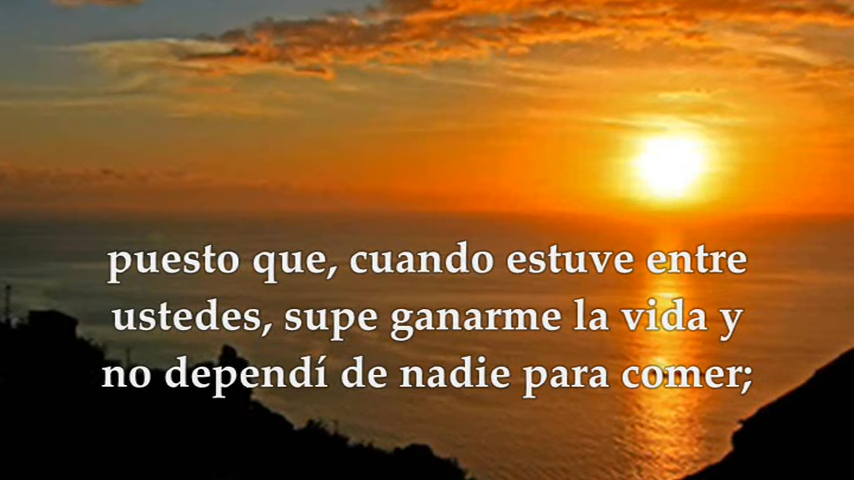 puesto que, cuando estuve entre
ustedes, supe ganarme la vida y
no dependí de nadie para comer;